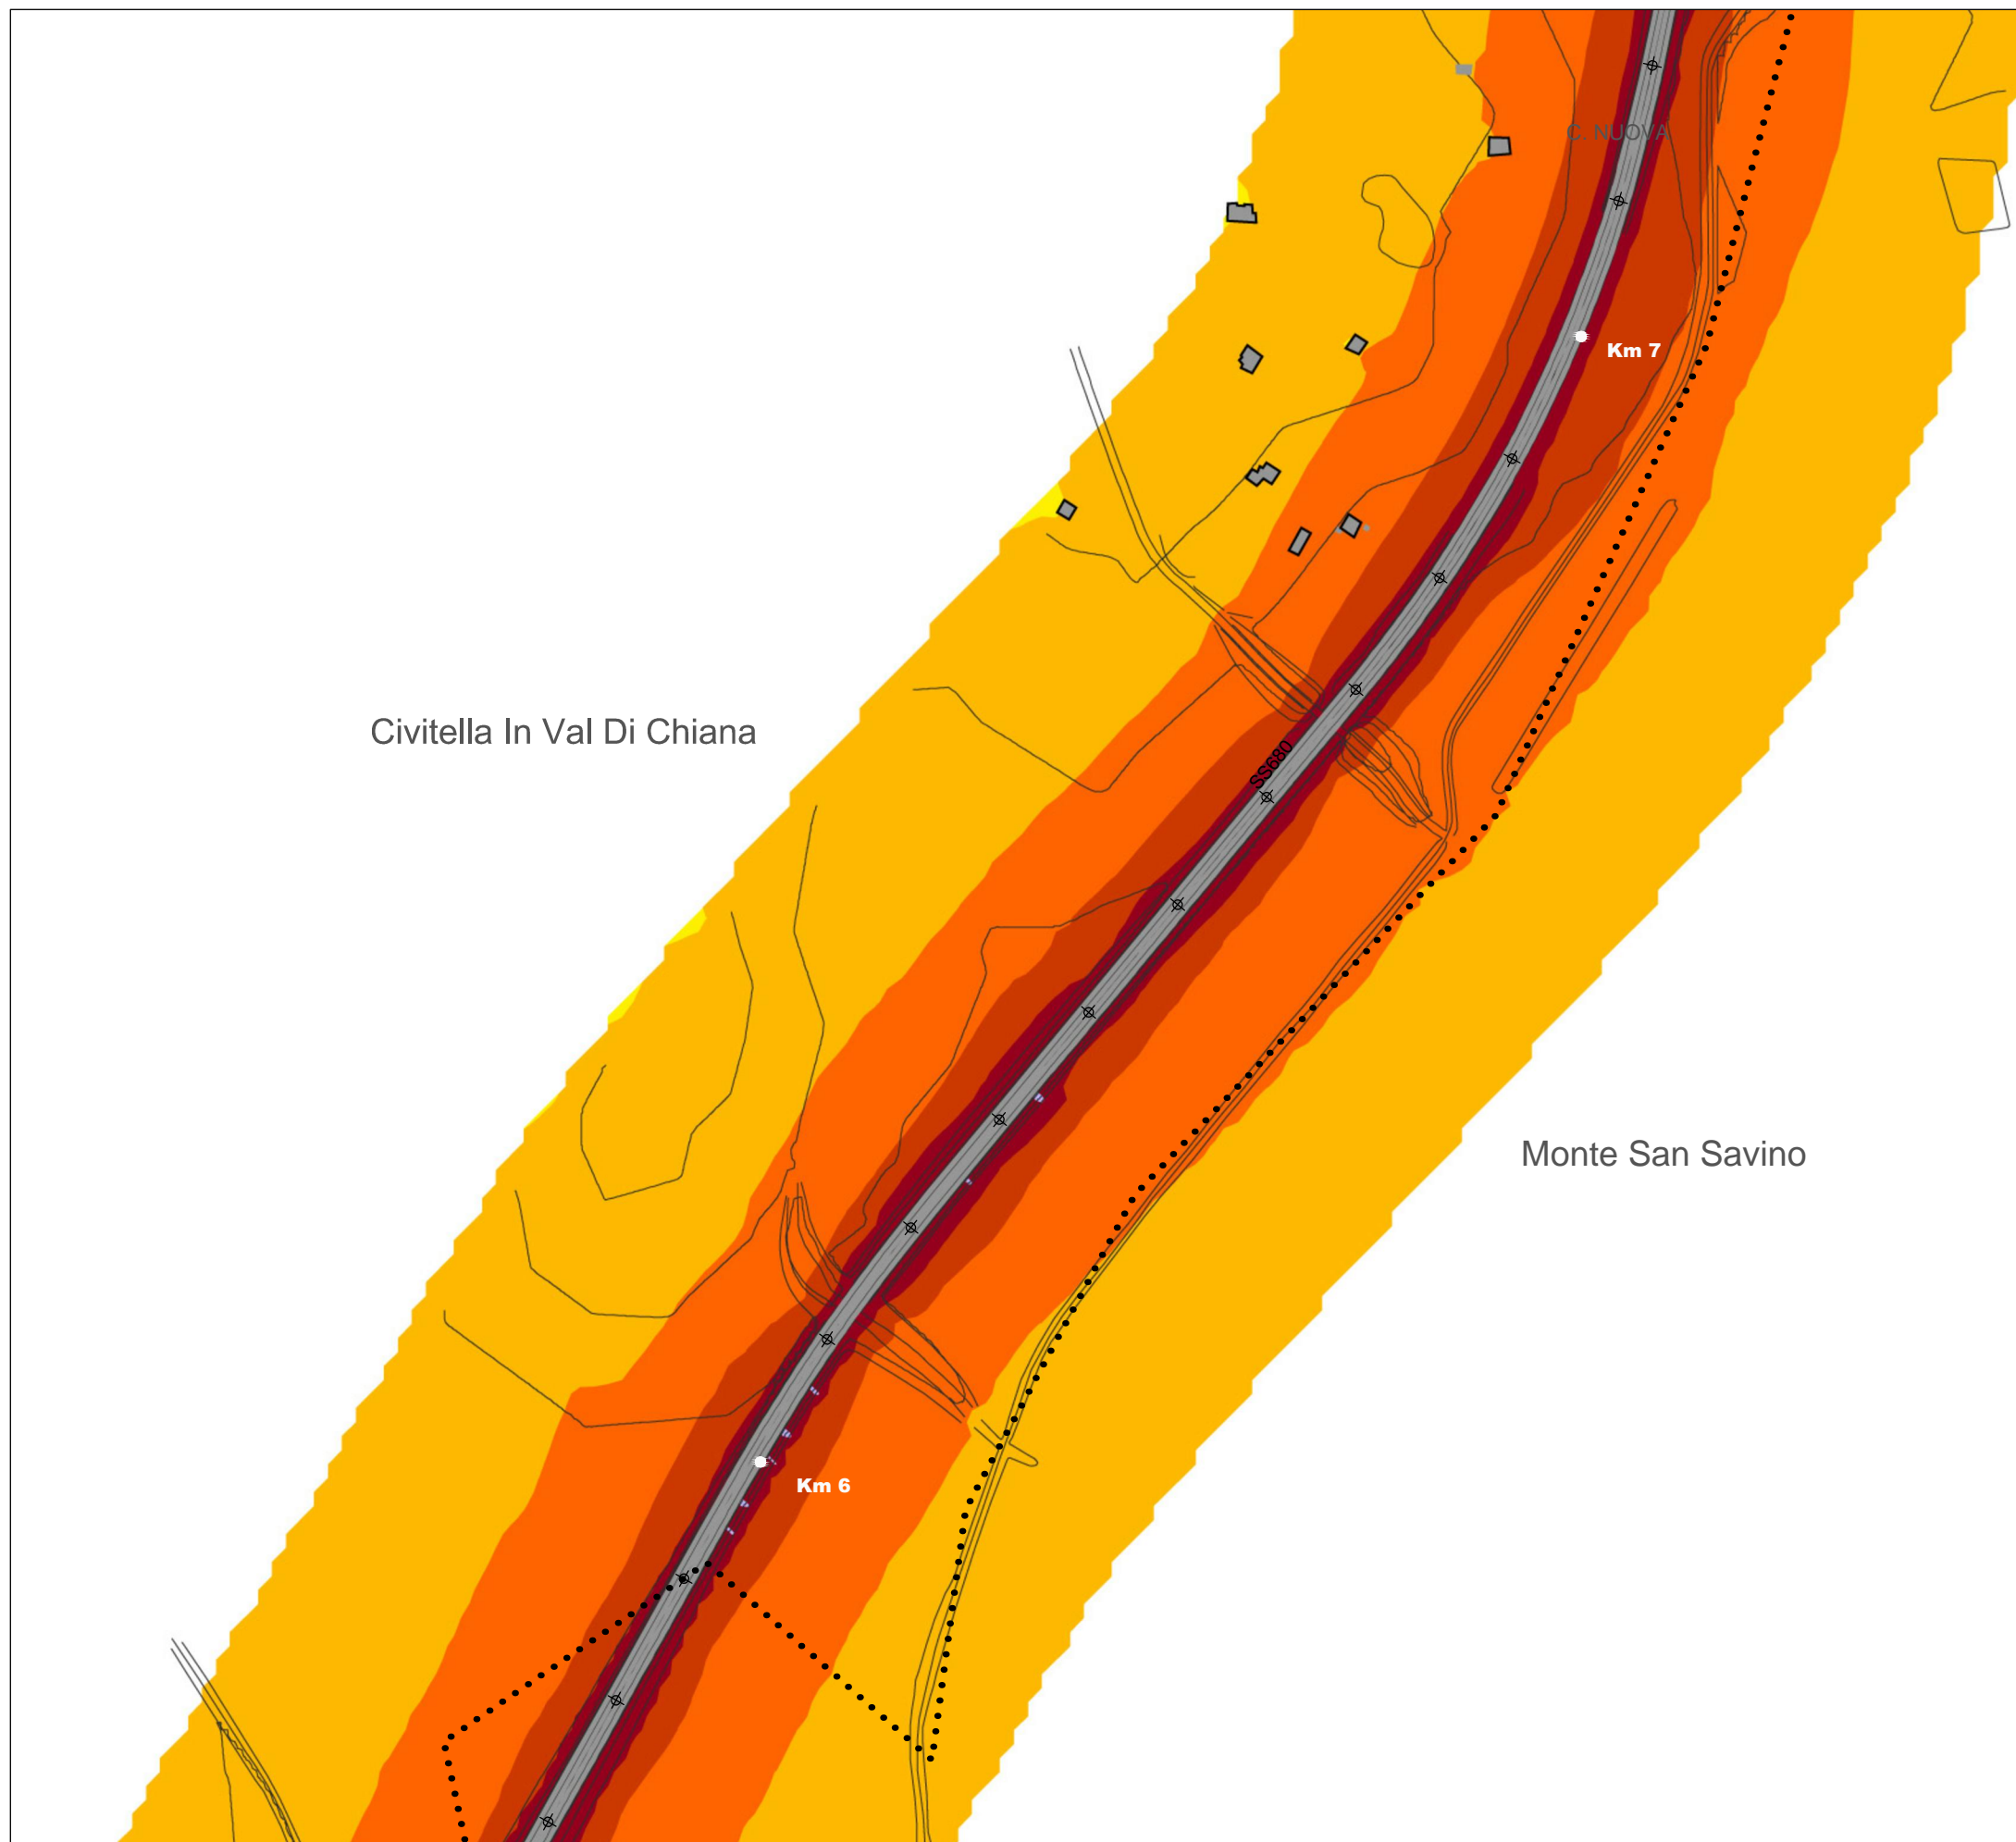 C. NUOVA
Km 7
Civitella In Val Di Chiana
SS680
Monte San Savino
Km 6